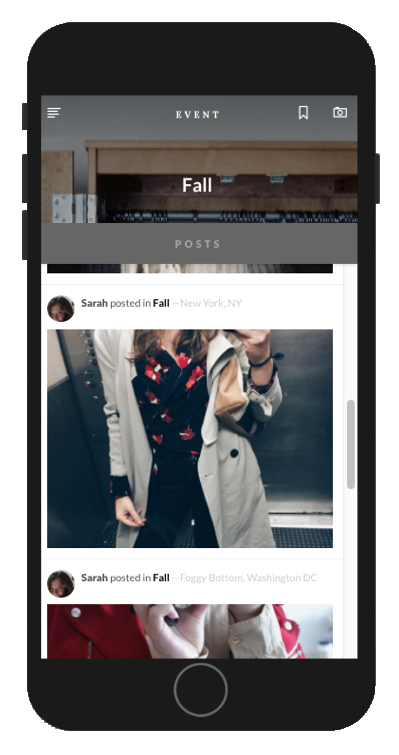 EVENT
Fall
POSTS
Sarah posted in Fall —New York, NY
Sarah posted in Fall —Foggy Bottom, Washington DC